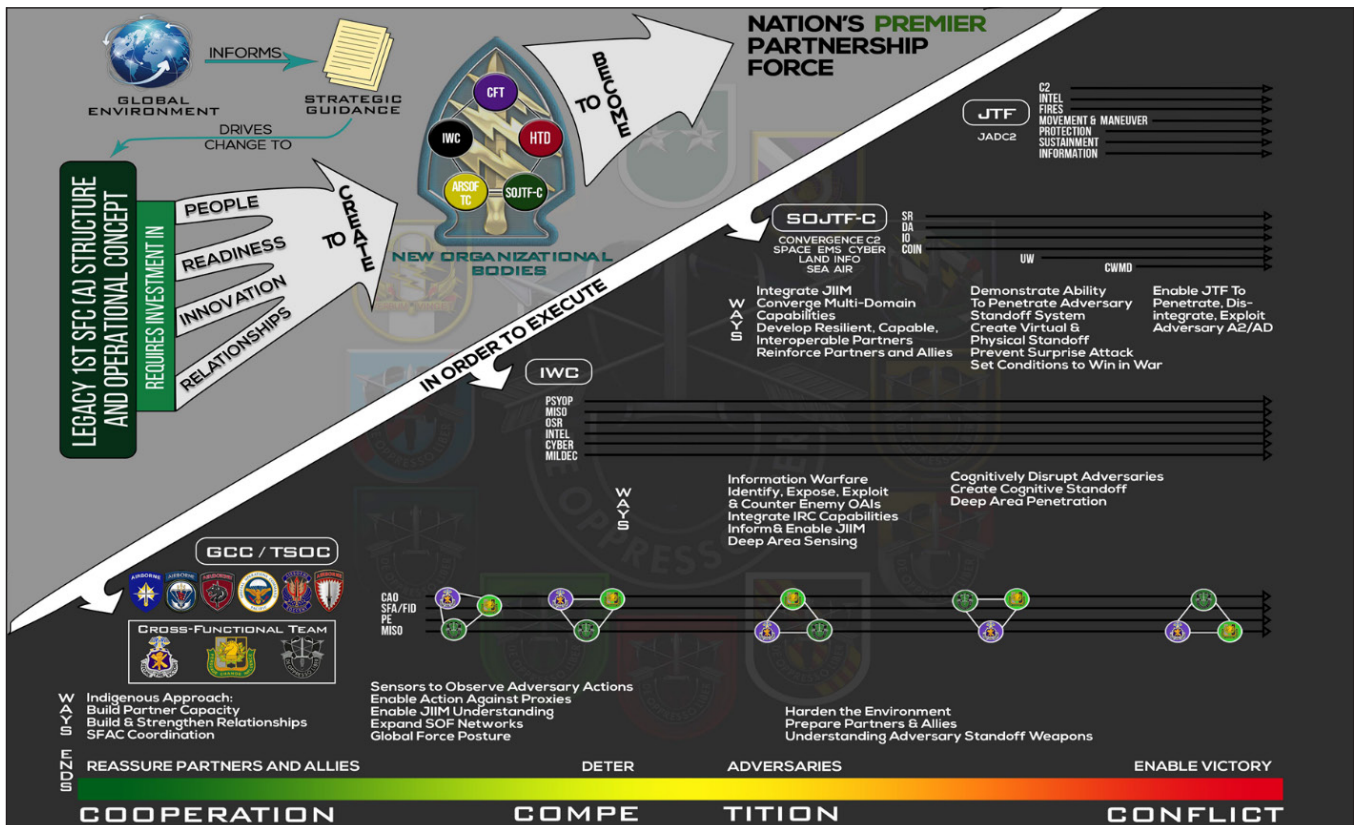 NATION'S PREMIER
PARTNERSHIP
FORCE
INFORMS
GLOBAL
ENVIRONMENT
STRATEGIC
GUIDANCE
DRIVES
CHANGE TO
LEGACY 1ST SFC (A) STRUCTURE
AND OPERATIONAL CONCEPT
REQUIRES INVESTMENT IN
PEOPLE
READINESS
INNOVATION
RELATIONSHIPS
TO CREATE
CFT
IWC
HTD
ARSOF
TC
SOJTF-C
NEW ORGANIZATIONAL
BODIES
TO BECOME
IN ORDER TO EXECUTE
JTF
JADC2
C2
INTEL
FIRES
MOVEMENT & MANEUVER
PROTECTION
SUSTAINMENT
INFORMATION
SOJTF-C
CONVERGENCE C2
SPACE EMS CYBER
LAND INFO
SEA AIR
SR
DA
IO
COIN
UW
CWMD
WAYS
Integrate JIIM
Converge Multi-Domain
Capabilities
Develop Resilient, Capable,
Interoperable Partners
Reinforce Partners and Allies
Demonstrate Ability
To Penetrate Adversary
Standoff System
Create Virtual &
Physical Standoff
Prevent Surprise Attack
Set Conditions to Win in War
Enable JTF To
Penetrate, Dis-
integrate, Exploit
Adversary A2/AD
IWC
PSYOP
MISO
OSR
INTEL
CYBER
MILDEC
WAYS
Information Warfare
Identify, Expose, Exploit
& Counter Enemy OAIs
Integrate IRC Capabilities
Inform & Enable JIIM
Deep Area Sensing
Cognitively Disrupt Adversaries
Create Cognitive Standoff
Deep Area Penetration
GCC / TSOC
AIRBORNE
AIRBORNE
AIRBORNE
CROSS-FUNCTIONAL TEAM
CAO
SFA/FID
PE
MISO
WAYS
Indigenous Approach:
Build Partner Capacity
Build & Strengthen Relationships
SFAC Coordination
Sensors to Observe Adversary Actions
Enable Action Against Proxies
Enable JIIM Understanding
Expand SOF Networks
Global Force Posture
Harden the Environment
Prepare Partners & Allies
Understanding Adversary Standoff Weapons
ENDS
REASSURE PARTNERS AND ALLIES
DETER
ADVERSARIES
ENABLE VICTORY
COOPERATION
COMPE TITION
CONFLICT